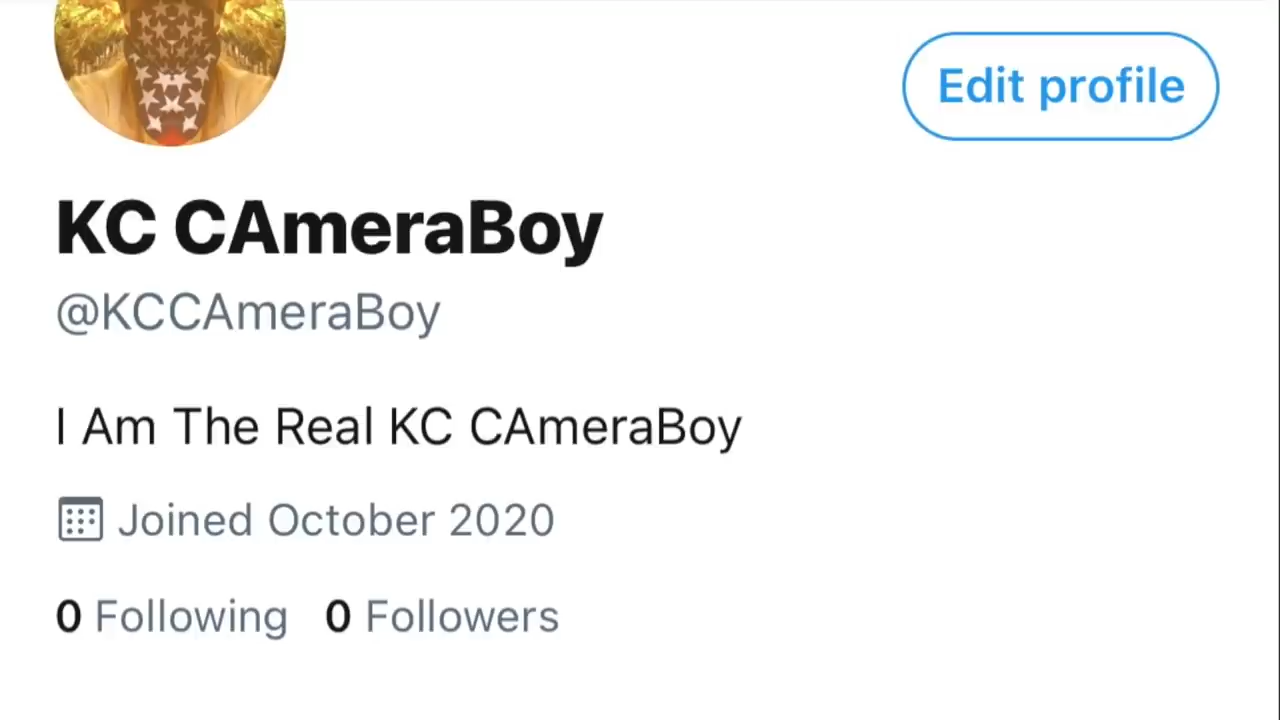 Edit profile
KC CAmeraBoy
@KCCAmeraBoy
I Am The Real KC CAmeraBoy
Joined October 2020
0 Following 0 Followers